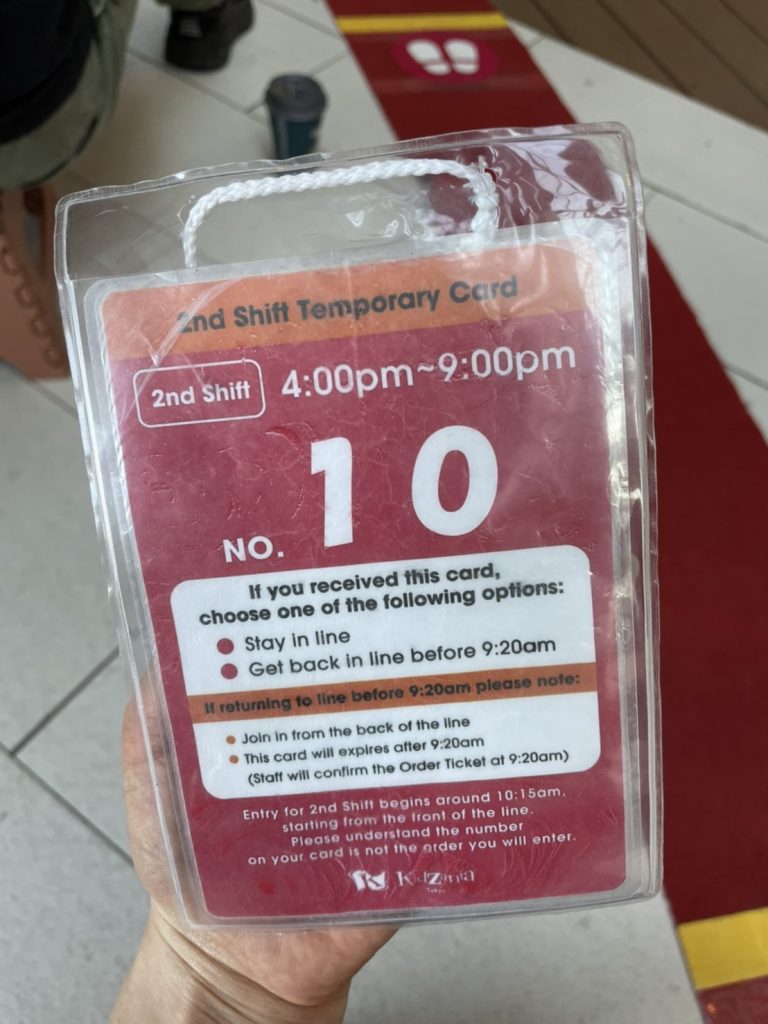 2nd Shift Temporary Card
2nd Shift 4:00pm~9:00pm
NO. 10
If you received this card,
choose one of the following options:
● Stay in line
● Get back in line before 9:20am
If returning to line before 9:20am please note:
● Join in from the back of the line
● This card will expires after 9:20am
(Staff will confirm the Order Ticket at 9:20am)
Entry for 2nd Shift begins around 10:15am,
starting from the front of the line.
Please understand the number
on your card is not the order you will enter.
KidZania
Tokyo